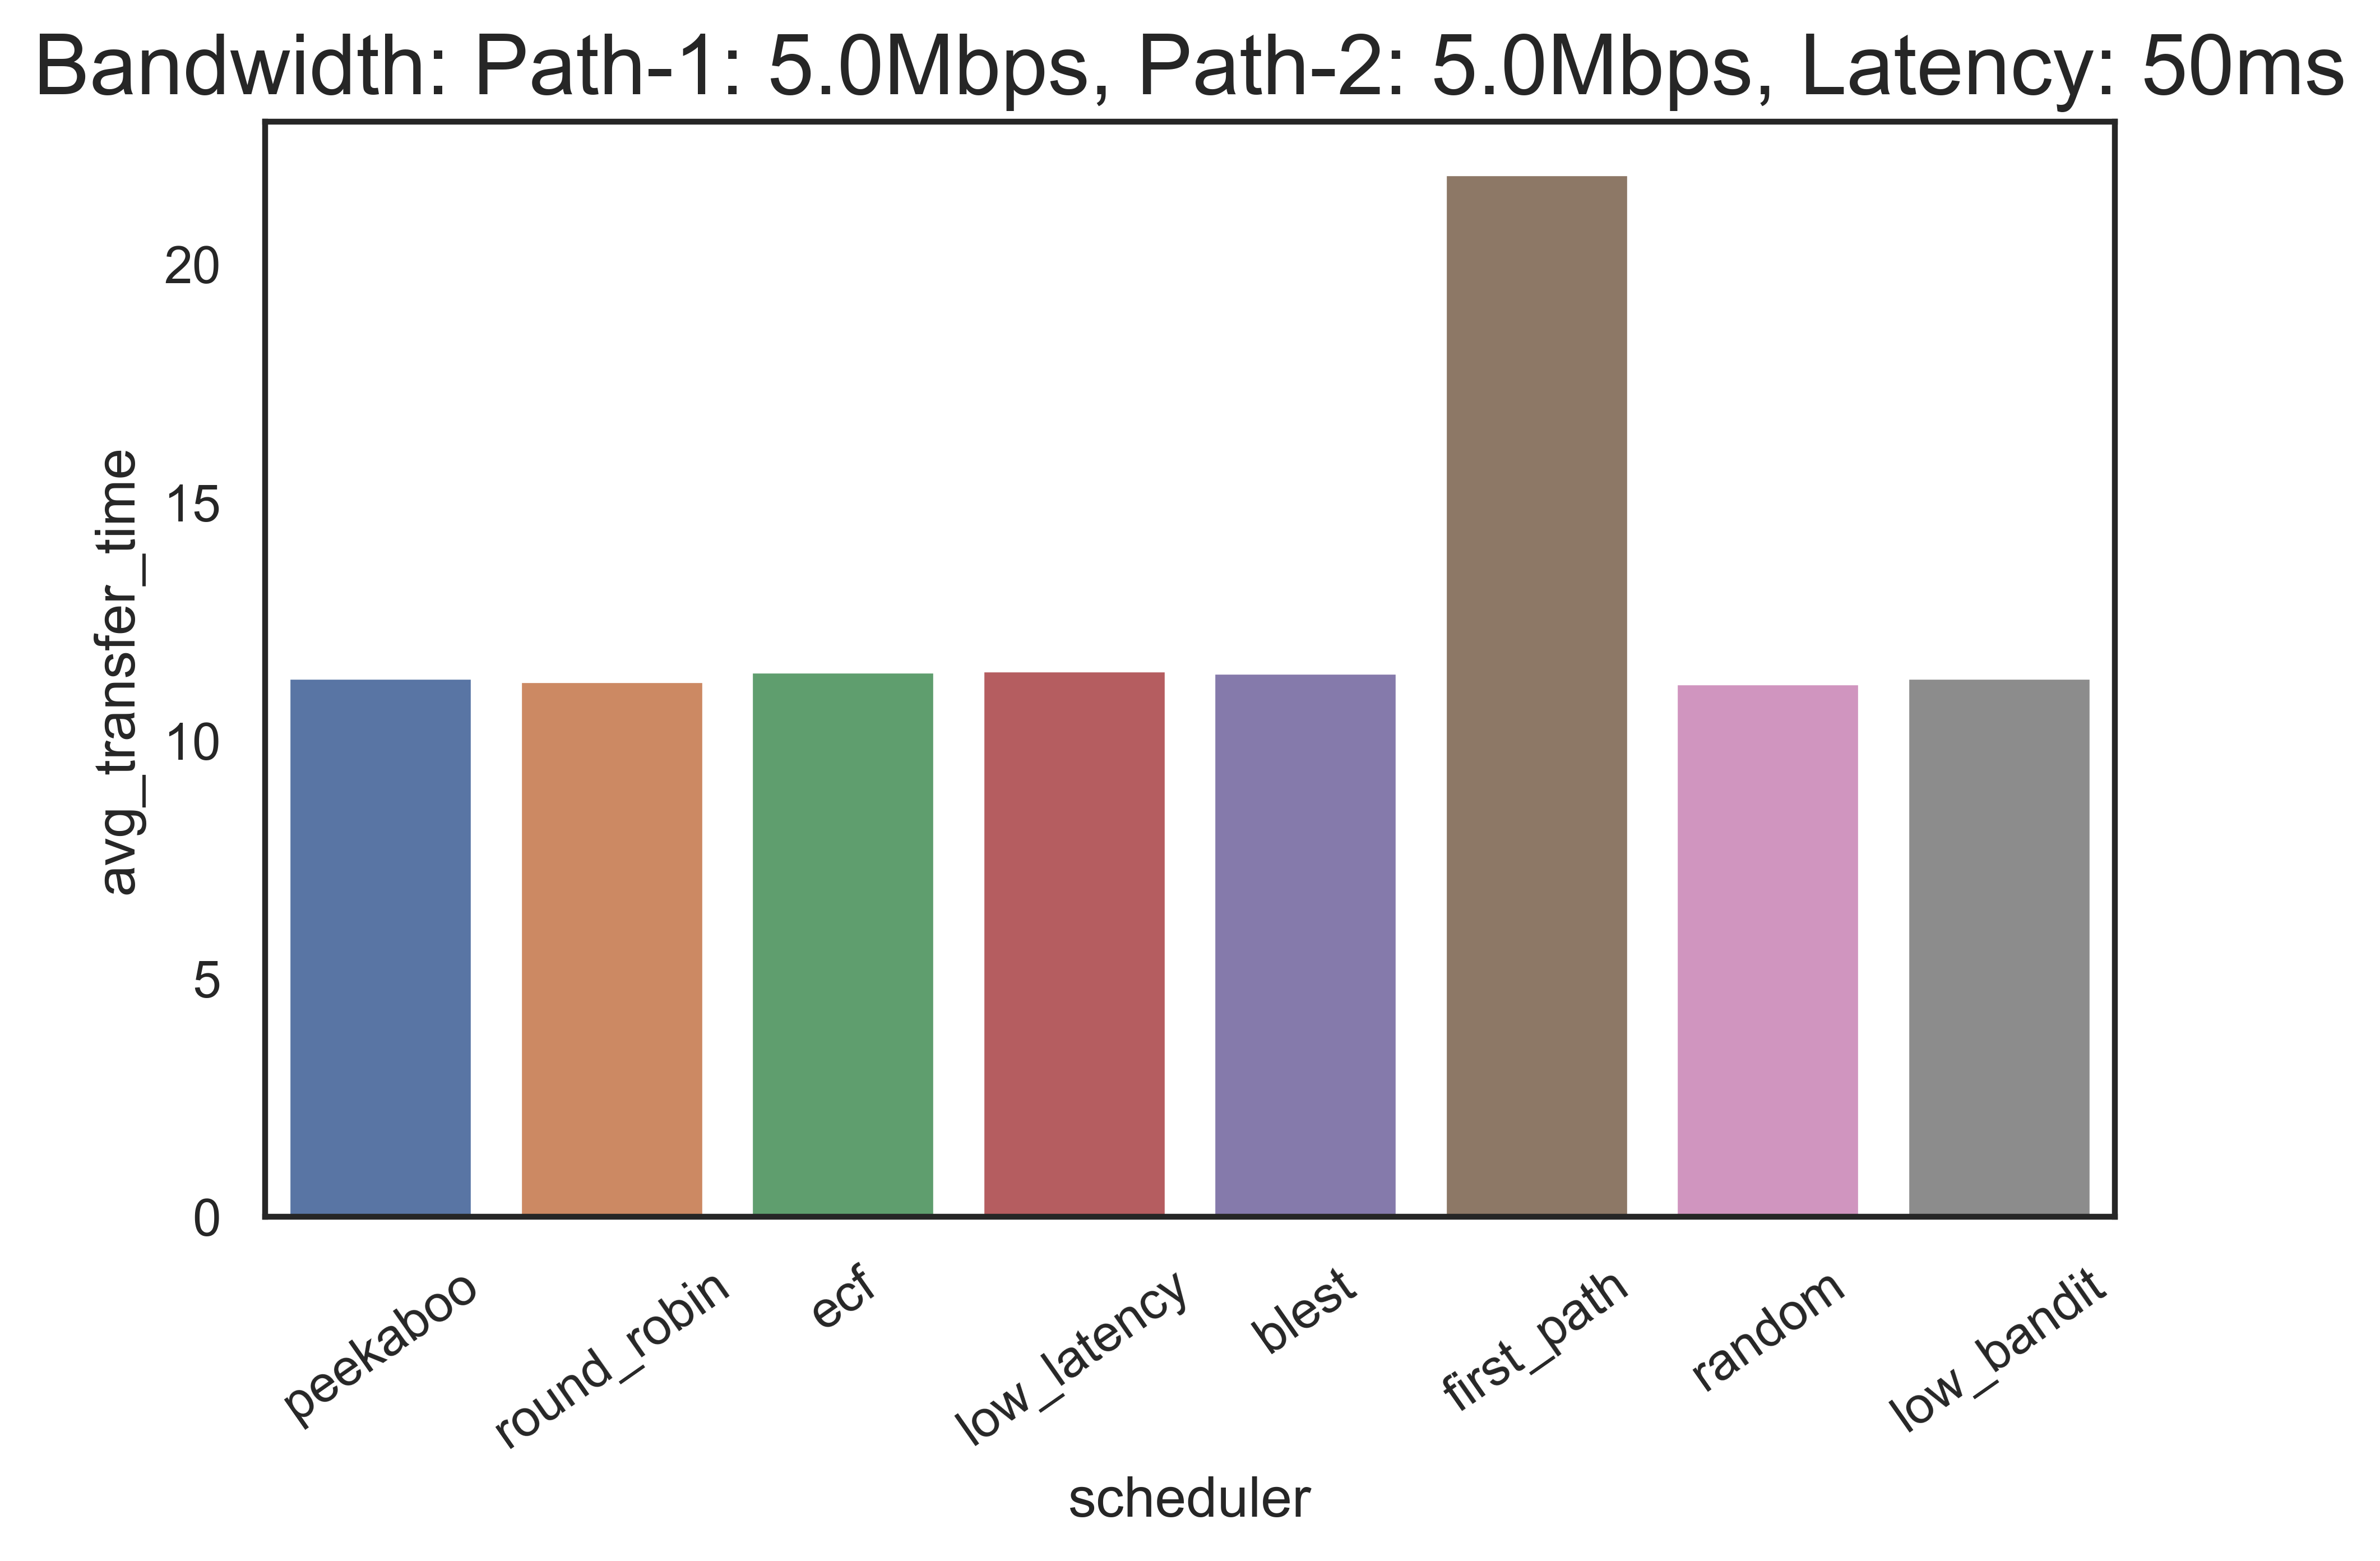 Bandwidth: Path-1: 5.0Mbps, Path-2: 5.0Mbps, Latency: 50ms
avg_transfer_time
20
15
10
5
0
peekaboo
round_robin
ecf
low_latency
blest
first_path
random
low_bandit
scheduler